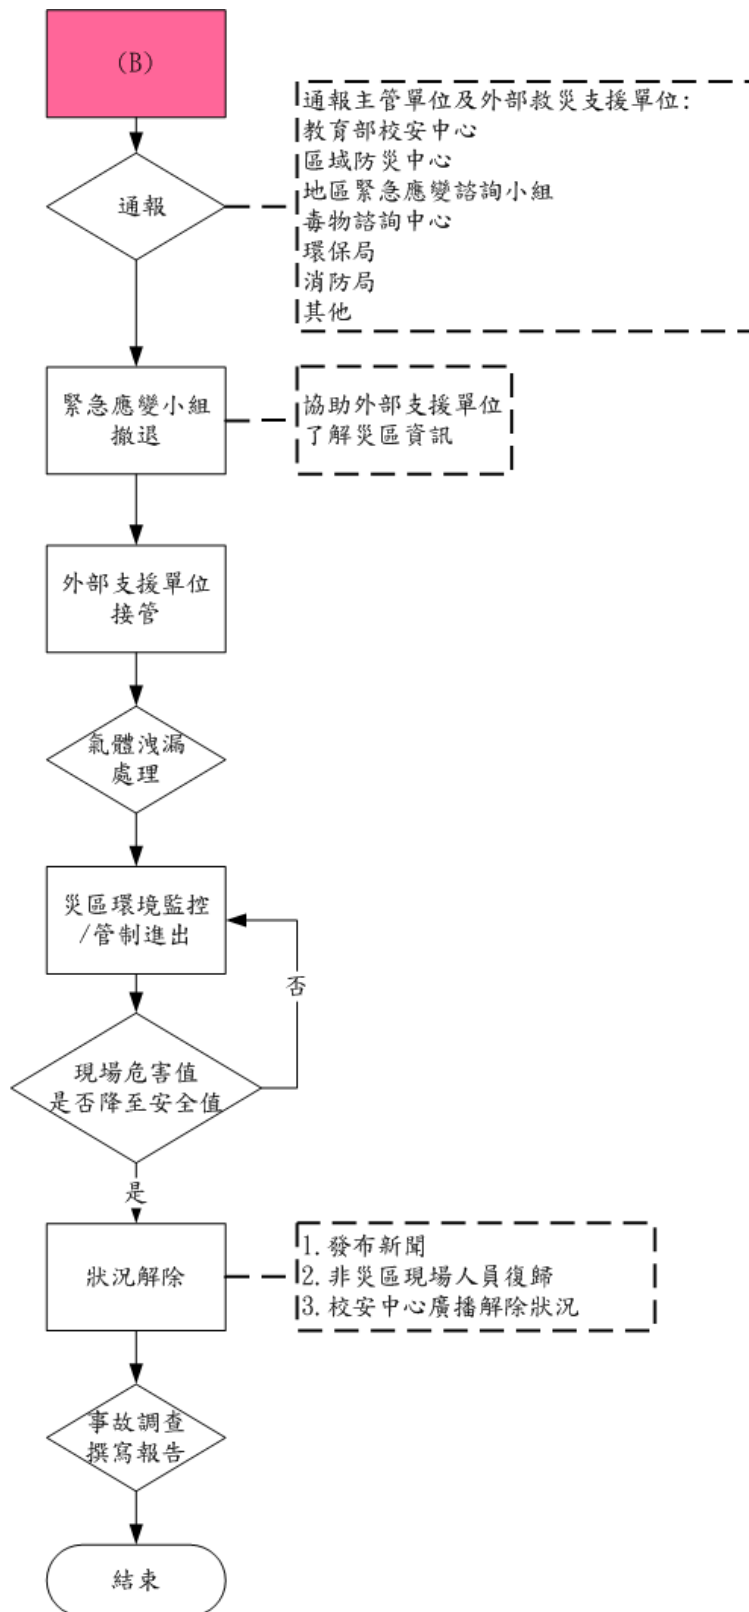 (B)
通報
通報主管單位及外部救災支援單位:
教育部校安中心
區域防災中心
地區緊急應變諮詢小組
毒物諮詢中心
環保局
消防局
其他
緊急應變小組
撤退
協助外部支援單位
了解災區資訊
外部支援單位
接管
氣體洩漏
處理
災區環境監控
/管制進出
否
現場危害值
是否降至安全值
是
狀況解除
1.發布新聞
2.非災區現場人員復歸
3.校安中心廣播解除狀況
事故調查
撰寫報告
結束